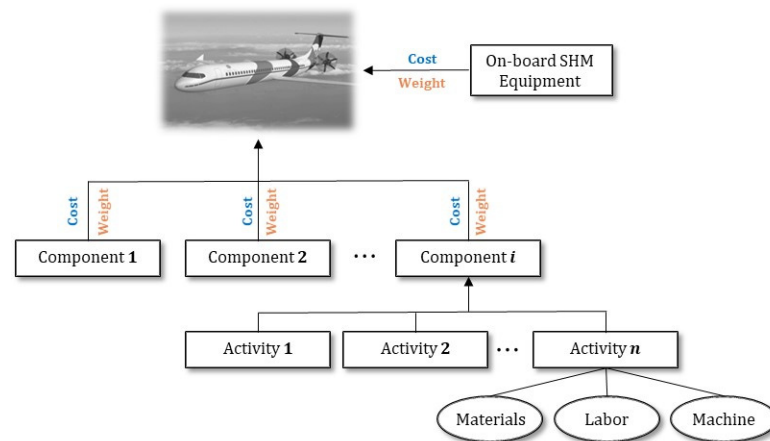 Cost
Weight
On-board SHM
Equipment
Cost
Weight
Cost
Weight
Cost
Weight
Component 1
Component 2
...
Component i
Activity 1
Activity 2
...
Activity n
Materials
Labor
Machine